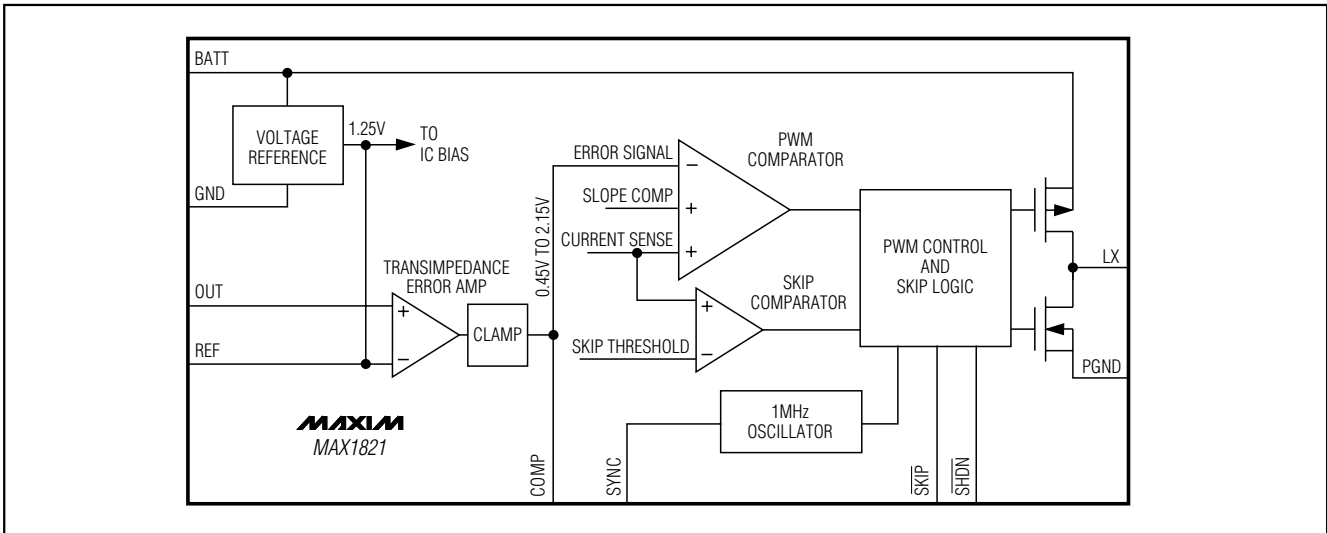 BATT
VOLTAGE
REFERENCE
1.25V
TO
IC BIAS
GND
TRANSIMPEDANCE
ERROR AMP
OUT
+
REF
−
CLAMP
0.45V TO 2.15V
ERROR SIGNAL
−
SLOPE COMP
+
CURRENT SENSE
+
PWM
COMPARATOR
SKIP
COMPARATOR
+
SKIP THRESHOLD
−
PWM CONTROL
AND
SKIP LOGIC
LX
PGND
1MHz
OSCILLATOR
MAXIM
MAX1821
COMP
SYNC
SKIP
SHDN